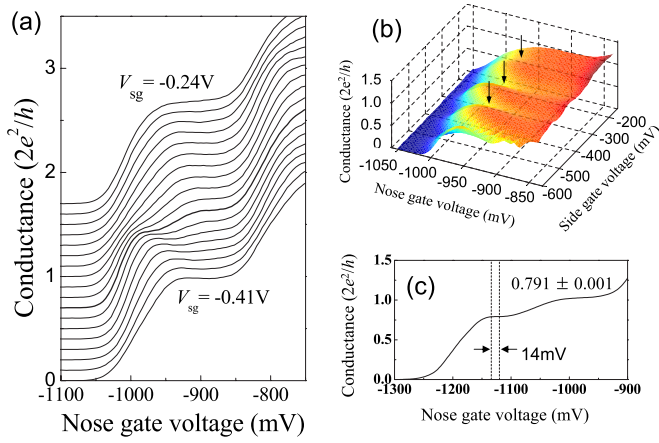 (a)
Conductance (2e²/h)
3
2
1
0
V_sg = -0.24V
V_sg = -0.41V
-1100
-1000
-900
-800
Nose gate voltage (mV)
(b)
Conductance (2e²/h)
1.5
1.0
0.5
0
-1050
-1000
-950
-900
-850
Nose gate voltage (mV)
-600
-500
-400
-300
-200
Side gate voltage (mV)
(c)
Conductance (2e²/h)
1.5
1.0
0.5
0.0
0.791 ± 0.001
14mV
-1300
-1200
-1100
-1000
-900
Nose gate voltage (mV)